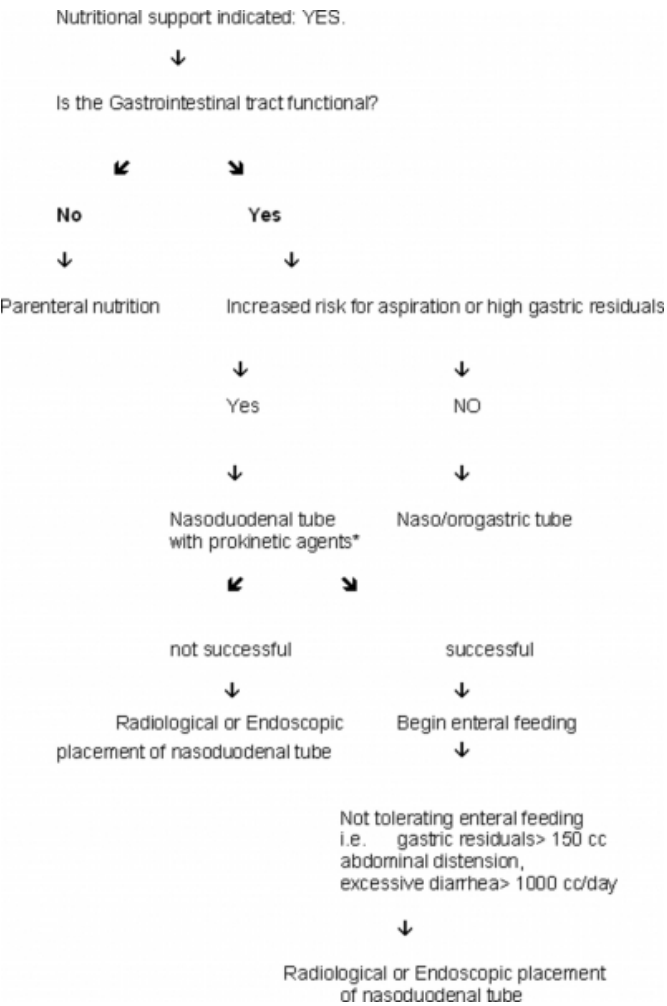 Nutritional support indicated: YES.
Is the Gastrointestinal tract functional?
No Yes
Parenteral nutrition Increased risk for aspiration or high gastric residuals
Yes NO
Nasoduodenal tube Naso/orogastric tube
with prokinetic agents*
not successful successful
Radiological or Endoscopic Begin enteral feeding
placement of nasoduodenal tube
Not tolerating enteral feeding
i.e. gastric residuals> 150 cc
abdominal distension,
excessive diarrhea> 1000 cc/day
Radiological or Endoscopic placement
of nasoduodenal tube